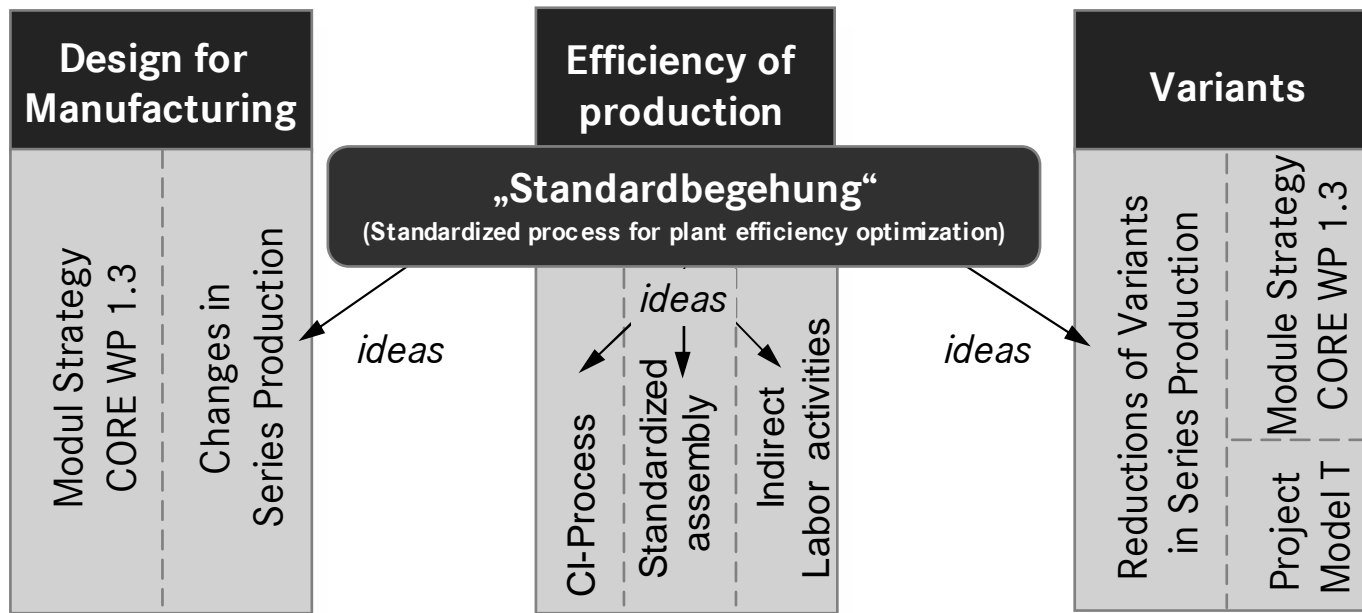 Design for
Manufacturing
Efficiency of
production
Variants
„Standardbegehung“
(Standardized process for plant efficiency optimization)
Modul Strategy
CORE WP 1.3
Changes in
Series Production
ideas
ideas
CI-Process
Standardized
assembly
Indirect
Labor activities
ideas
Reductions of Variants
in Series Production
Module Strategy
CORE WP 1.3
Project
Model T